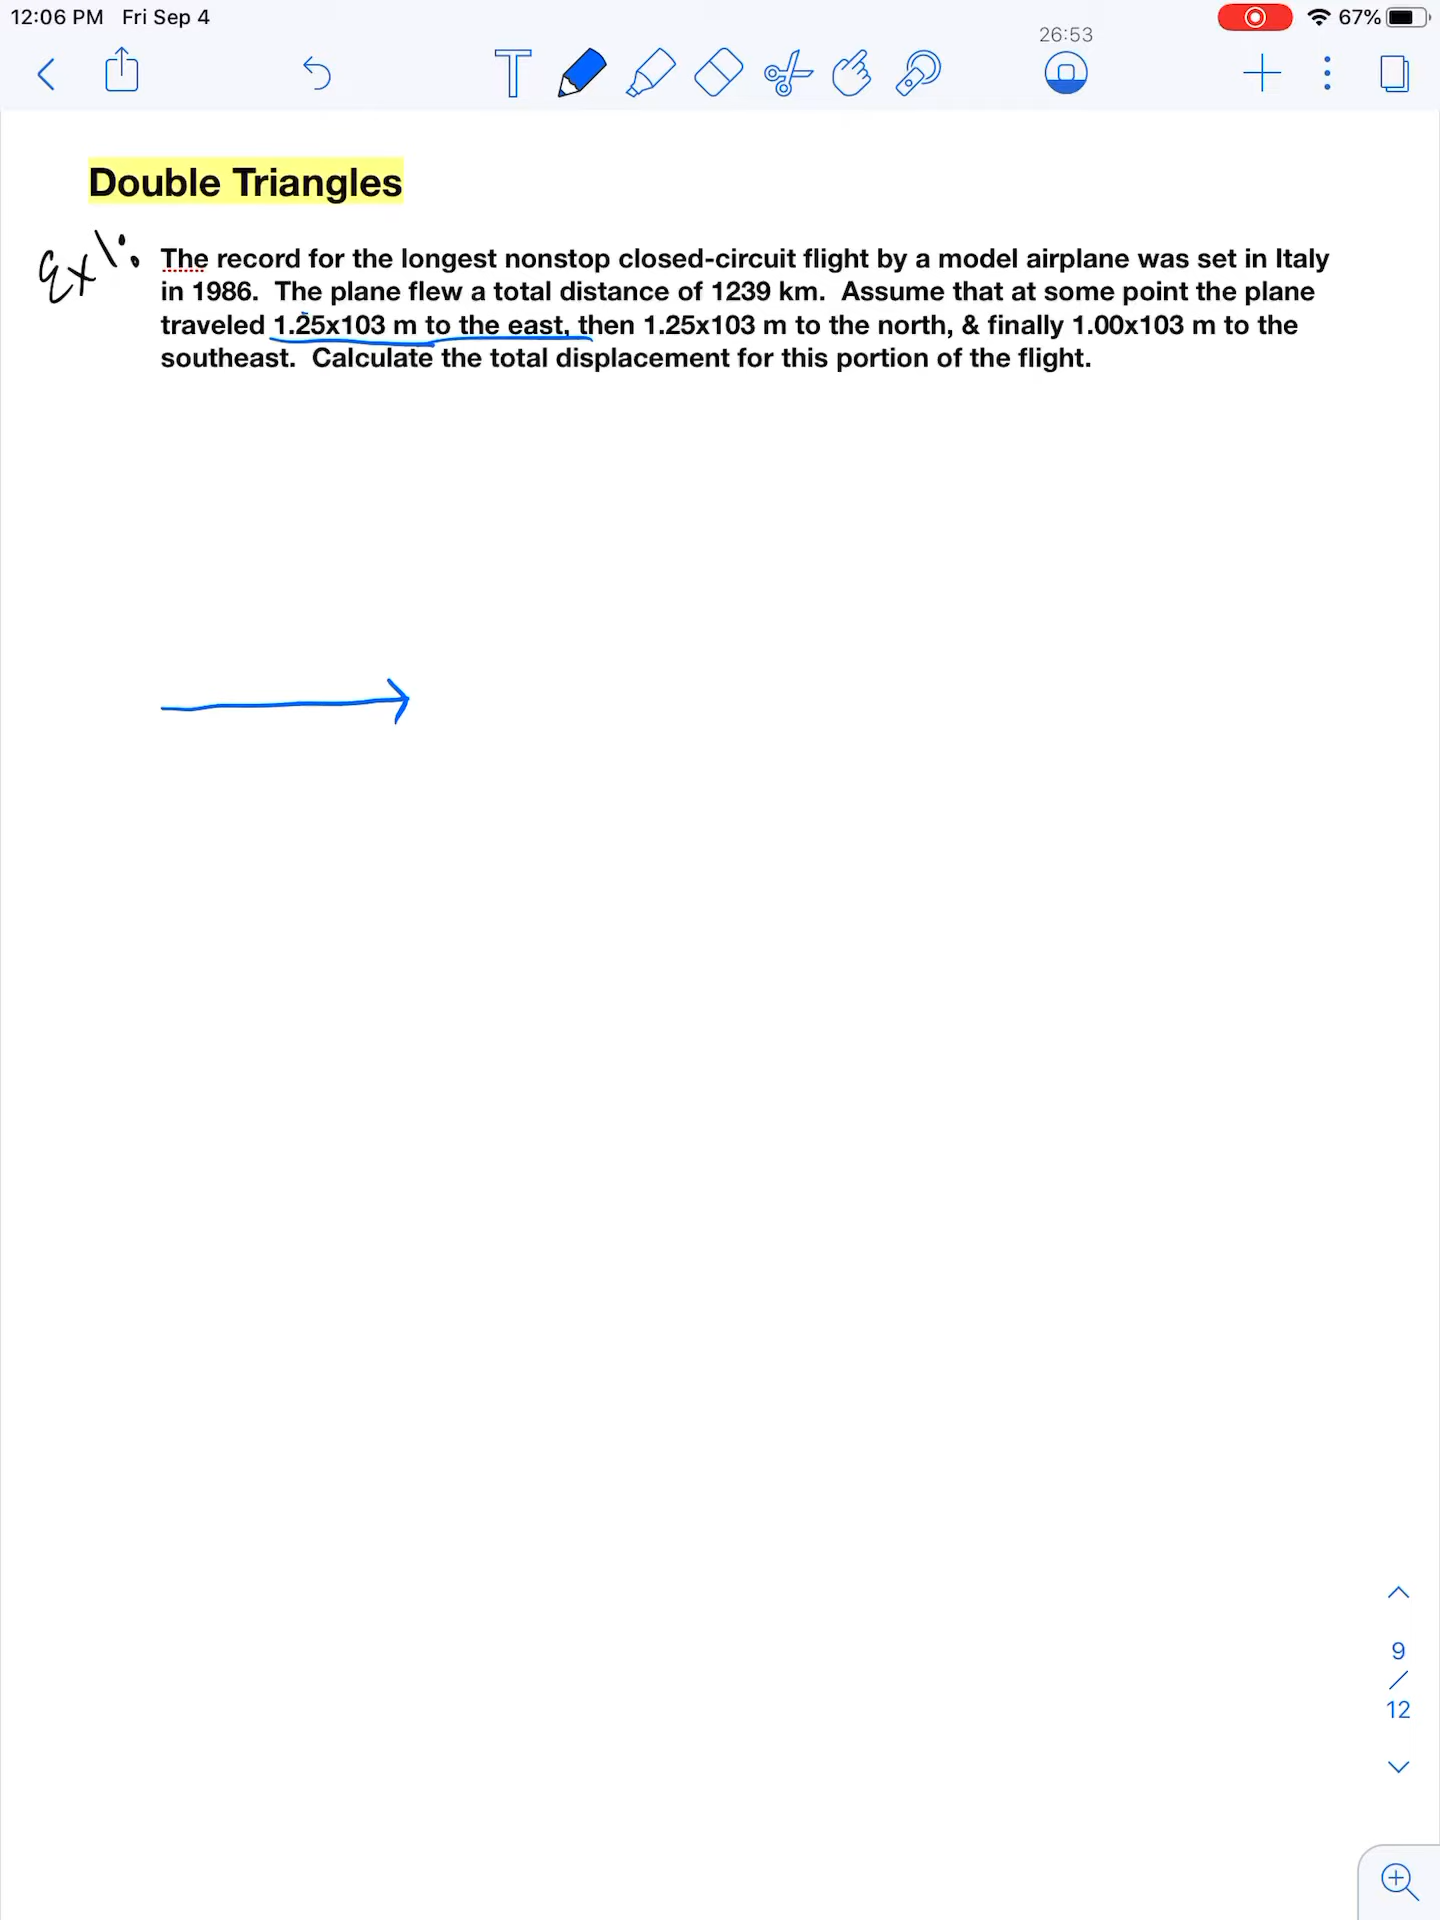 12:06 PM Fri Sep 4
67%
26:53
Double Triangles
Ex 1:
The record for the longest nonstop closed-circuit flight by a model airplane was set in Italy
in 1986. The plane flew a total distance of 1239 km. Assume that at some point the plane
traveled 1.25x103 m to the east, then 1.25x103 m to the north, & finally 1.00x103 m to the
southeast. Calculate the total displacement for this portion of the flight.
9
/
12